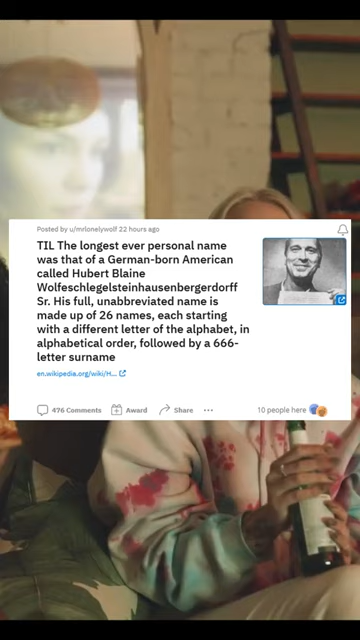 Posted by u/mrlonelywolf 22 hours ago
TIL The longest ever personal name
was that of a German-born American
called Hubert Blaine
Wolfeschlegelsteinhausenbergerdorff
Sr. His full, unabbreviated name is
made up of 26 names, each starting
with a different letter of the alphabet, in
alphabetical order, followed by a 666-
letter surname
en.wikipedia.org/wiki/H...
476 Comments Award Share ••• 10 people here